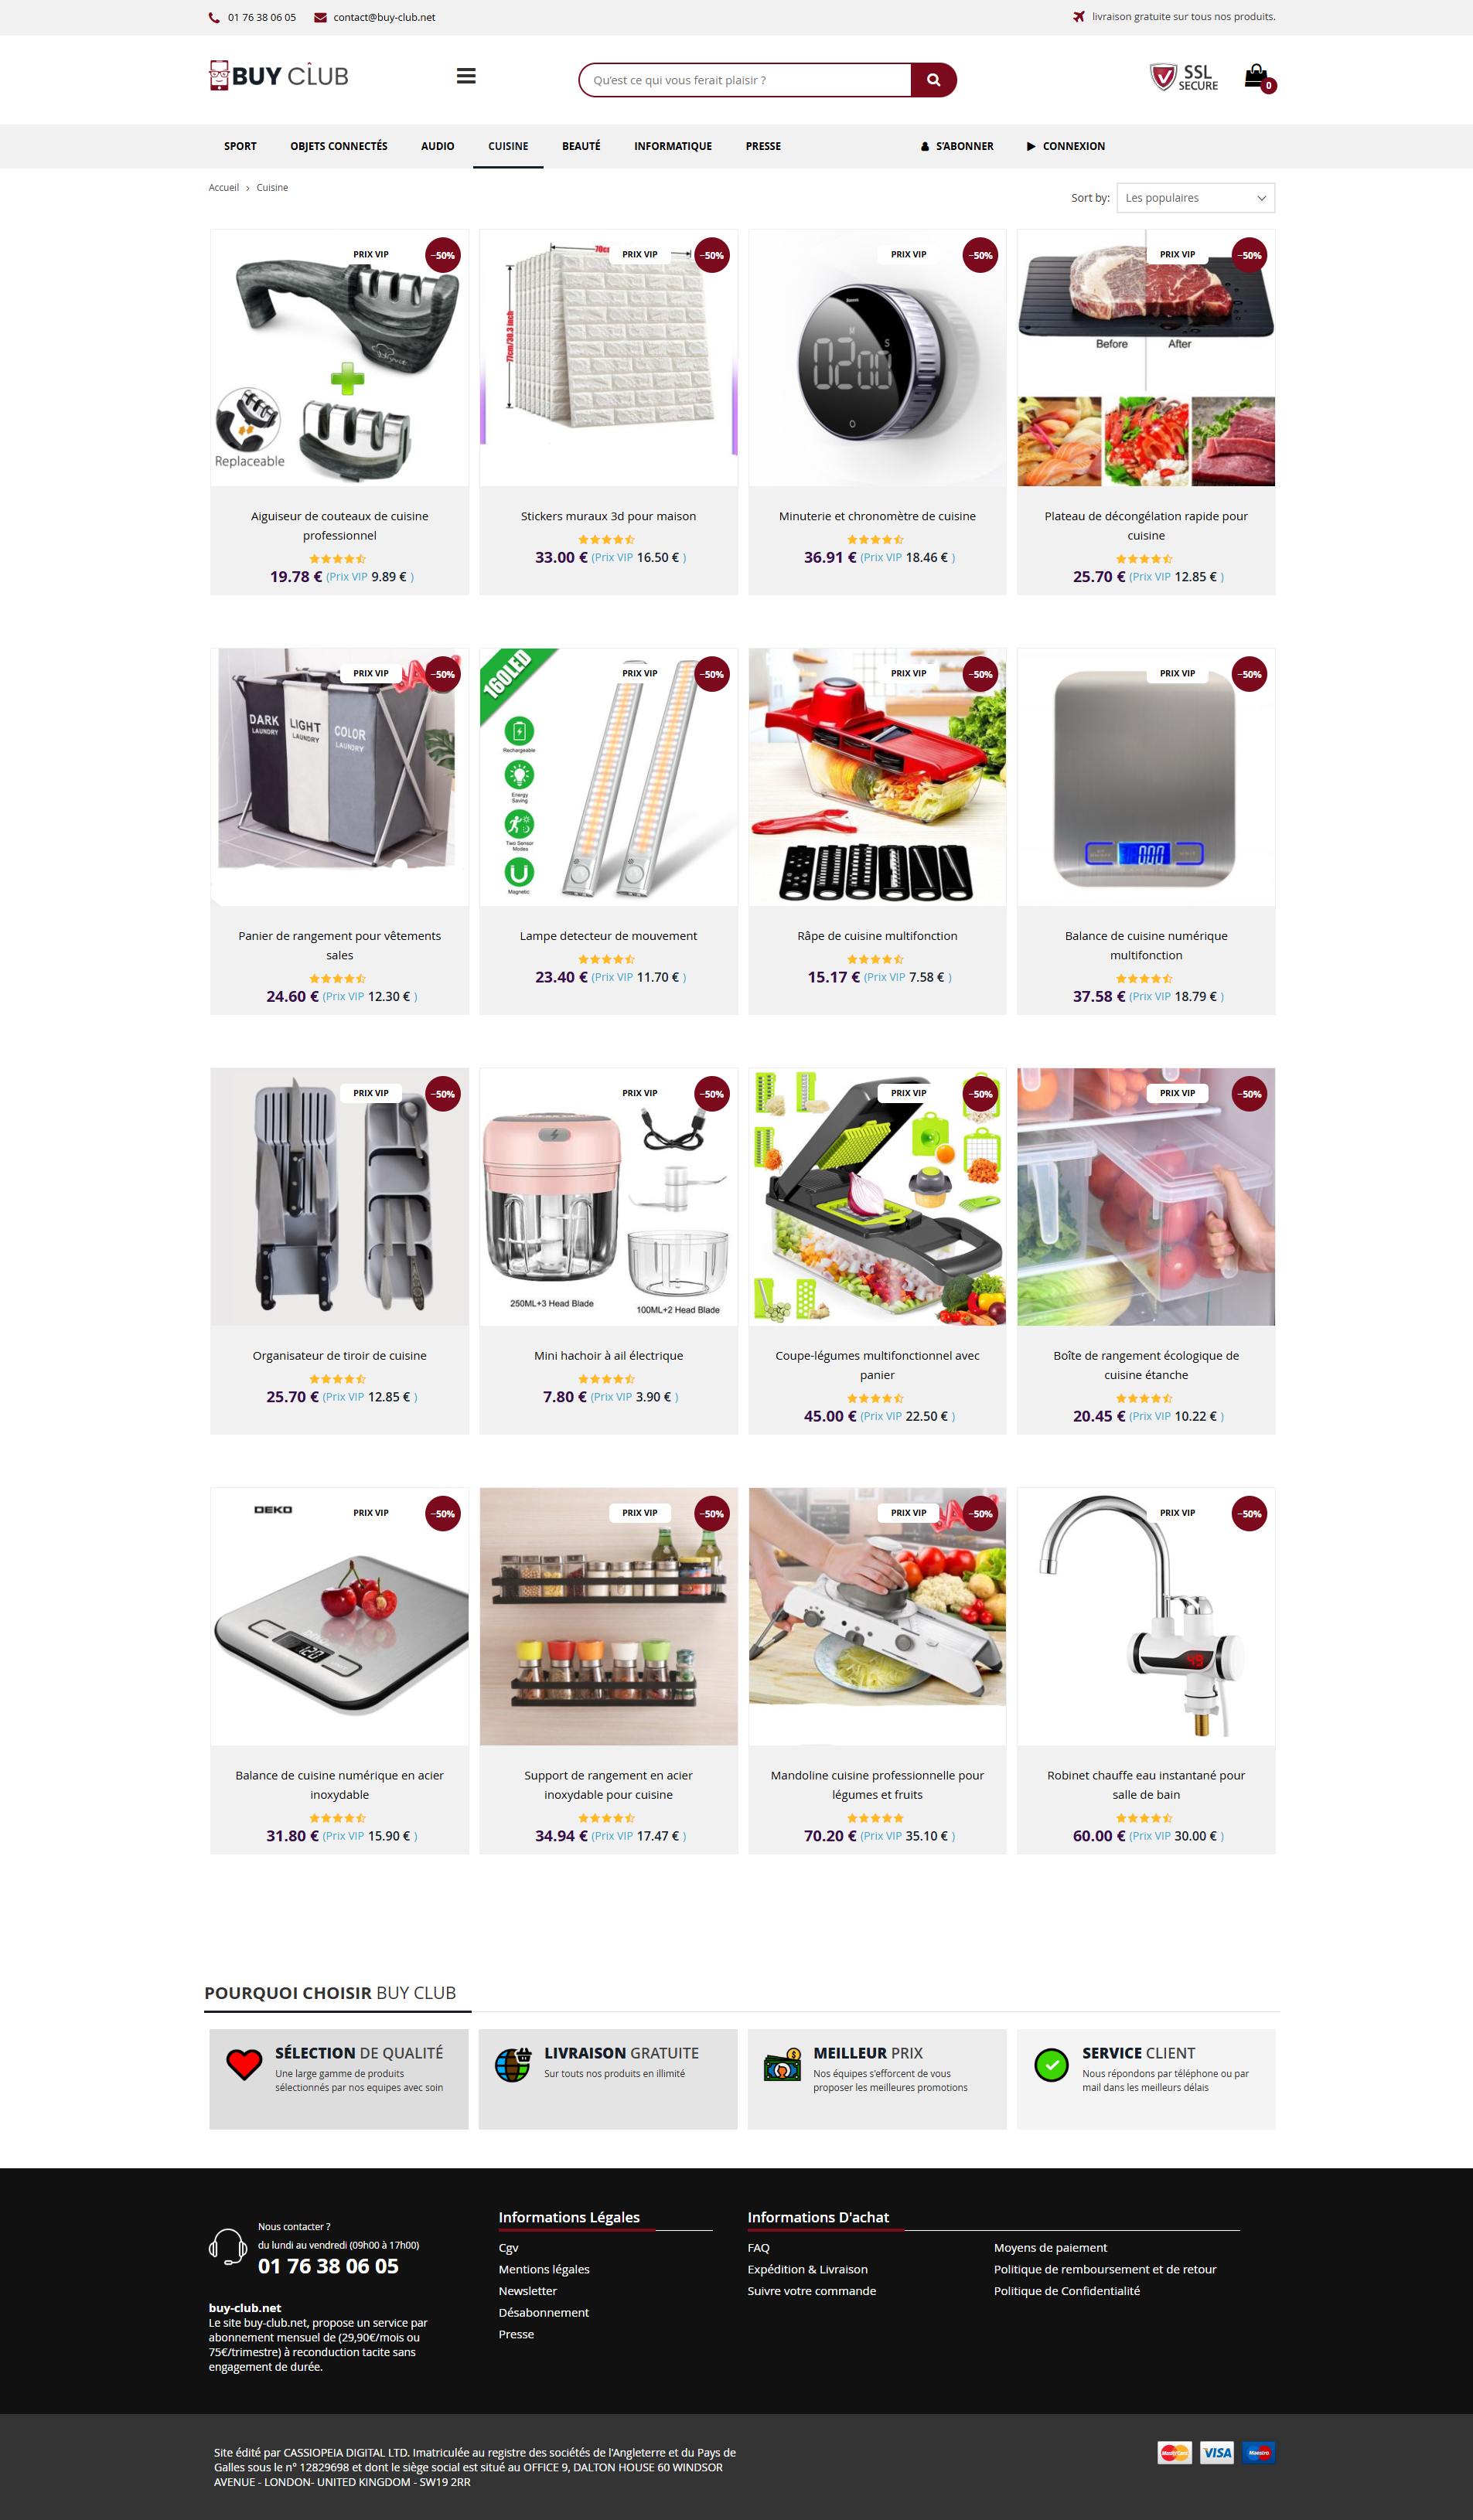 01 76 38 06 05 contact@buy-club.net livraison gratuite sur tous nos produits.
BUY CLUB
Qu'est ce qui vous ferait plaisir ?
SSL
SECURE
0
SPORT OBJETS CONNECTÉS AUDIO CUISINE BEAUTÉ INFORMATIQUE PRESSE S'ABONNER CONNEXION
Accueil › Cuisine
Sort by: Les populaires
PRIX VIP -50%
Replaceable
70cm PRIX VIP -50%
77cm/30.3 inch
PRIX VIP -50%
M S
02 00
PRIX VIP -50%
Before After
Aiguiseur de couteaux de cuisine
professionnel
19.78 € (Prix VIP 9.89 € )
Stickers muraux 3d pour maison
33.00 € (Prix VIP 16.50 € )
Minuterie et chronomètre de cuisine
36.91 € (Prix VIP 18.46 € )
Plateau de décongélation rapide pour
cuisine
25.70 € (Prix VIP 12.85 € )
PRIX VIP -50%
DARK
LAUNDRY
LIGHT
LAUNDRY
COLOR
LAUNDRY
160LED PRIX VIP -50%
Rechargeable
Energy
Saving
Two Sensor
Modes
Magnetic
PRIX VIP -50%
PRIX VIP -50%
000
Panier de rangement pour vêtements
sales
24.60 € (Prix VIP 12.30 € )
Lampe detecteur de mouvement
23.40 € (Prix VIP 11.70 € )
Râpe de cuisine multifonction
15.17 € (Prix VIP 7.58 € )
Balance de cuisine numérique
multifonction
37.58 € (Prix VIP 18.79 € )
PRIX VIP -50%
PRIX VIP -50%
250ML+3 Head Blade
100ML+2 Head Blade
PRIX VIP -50%
PRIX VIP -50%
Organisateur de tiroir de cuisine
25.70 € (Prix VIP 12.85 € )
Mini hachoir à ail électrique
7.80 € (Prix VIP 3.90 € )
Coupe-légumes multifonctionnel avec
panier
45.00 € (Prix VIP 22.50 € )
Boîte de rangement écologique de
cuisine étanche
20.45 € (Prix VIP 10.22 € )
DEKO PRIX VIP -50%
120
PRIX VIP -50%
PRIX VIP -50%
PRIX VIP -50%
49
Balance de cuisine numérique en acier
inoxydable
31.80 € (Prix VIP 15.90 € )
Support de rangement en acier
inoxydable pour cuisine
34.94 € (Prix VIP 17.47 € )
Mandoline cuisine professionnelle pour
légumes et fruits
70.20 € (Prix VIP 35.10 € )
Robinet chauffe eau instantané pour
salle de bain
60.00 € (Prix VIP 30.00 € )
POURQUOI CHOISIR BUY CLUB
SÉLECTION DE QUALITÉ
Une large gamme de produits
sélectionnés par nos equipes avec soin
LIVRAISON GRATUITE
Sur touts nos produits en illimité
MEILLEUR PRIX
Nos équipes s'efforcent de vous
proposer les meilleures promotions
SERVICE CLIENT
Nous répondons par téléphone ou par
mail dans les meilleurs délais
Nous contacter ?
du lundi au vendredi (09h00 à 17h00)
01 76 38 06 05
buy-club.net
Le site buy-club.net, propose un service par
abonnement mensuel de (29,90€/mois ou
75€/trimestre) à reconduction tacite sans
engagement de durée.
Informations Légales
Cgv
Mentions légales
Newsletter
Désabonnement
Presse
Informations D'achat
FAQ
Expédition & Livraison
Suivre votre commande
Moyens de paiement
Politique de remboursement et de retour
Politique de Confidentialité
Site édité par CASSIOPEIA DIGITAL LTD. Imatriculée au registre des sociétés de l'Angleterre et du Pays de
Galles sous le n° 12829698 et dont le siège social est situé au OFFICE 9, DALTON HOUSE 60 WINDSOR
AVENUE - LONDON- UNITED KINGDOM - SW19 2RR
MasterCard VISA Maestro